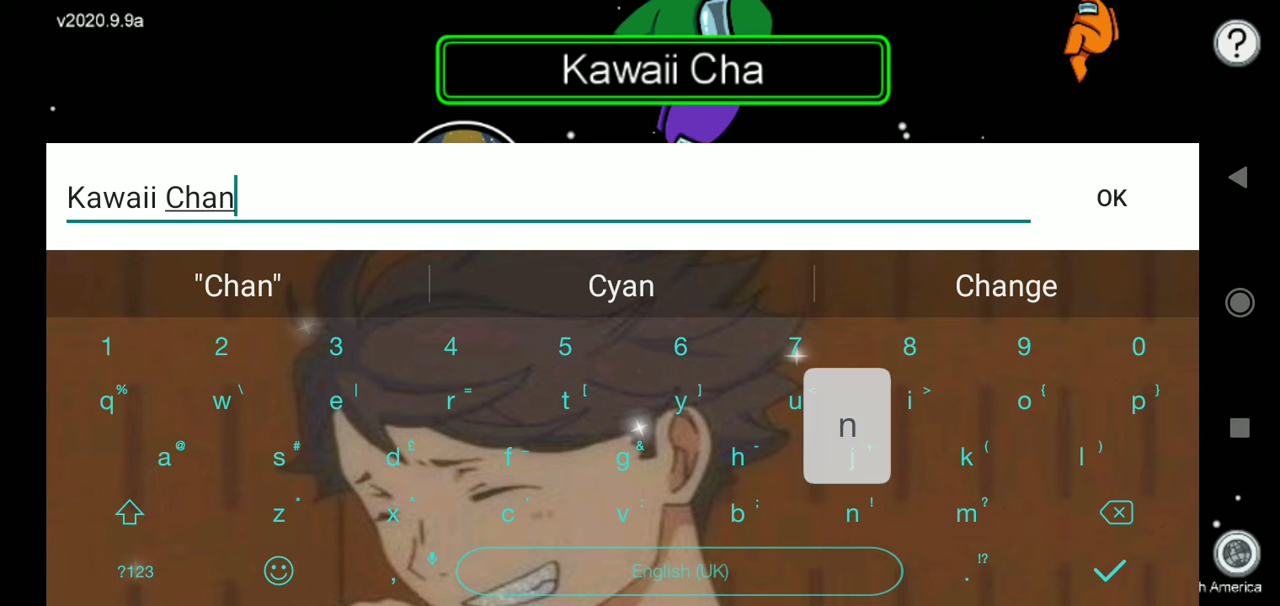 v2020.9.9a
Kawaii Cha
Kawaii Chan
OK
"Chan" Cyan Change
1 2 3 4 5 6 7 8 9 0
q % w \ e | r = t [ y ] u < i > o { p }
n
a @ s # d £ f _ g & h - j + k ( l )
z x c v : b ; n ! m ?
?123 , English (UK) . !?
h America